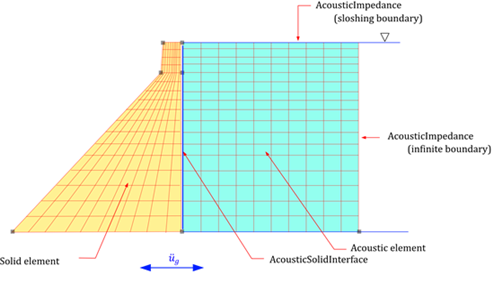 AcousticImpedance
(sloshing boundary)
AcousticImpedance
(infinite boundary)
Acoustic element
Solid element
AcousticSolidInterface
ü_g